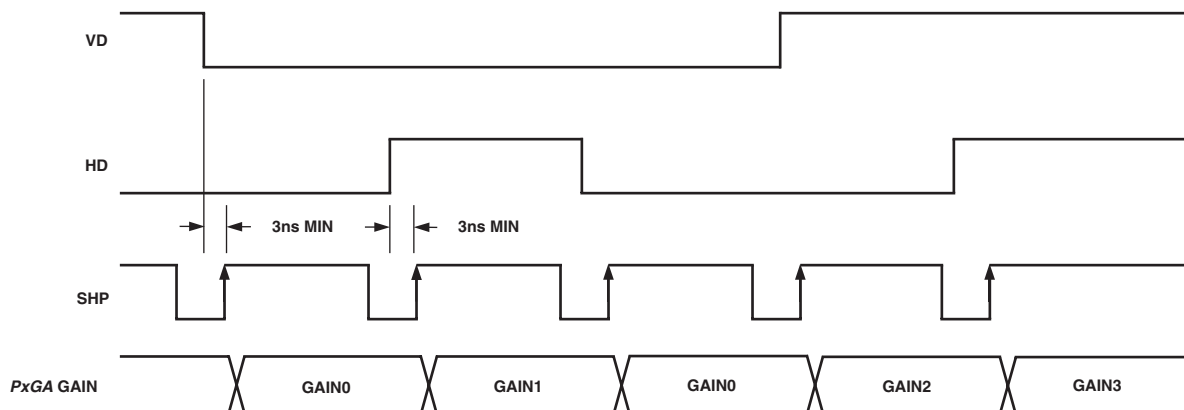 VD
HD
3ns MIN
3ns MIN
SHP
PxGA GAIN
GAIN0
GAIN1
GAIN0
GAIN2
GAIN3